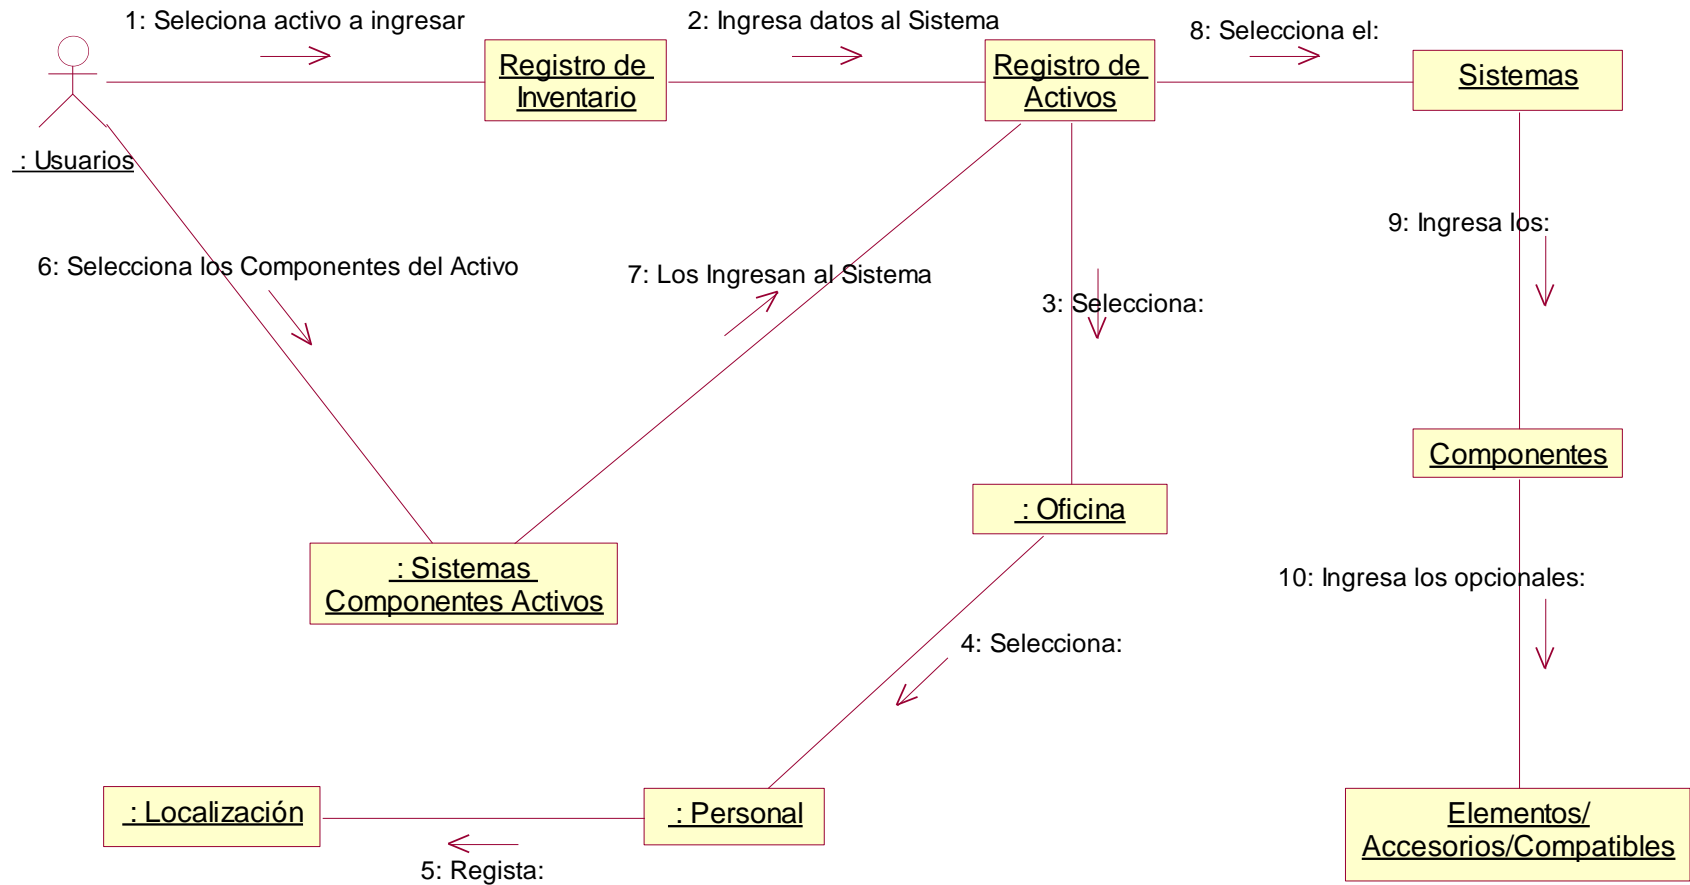 1: Seleciona activo a ingresar
2: Ingresa datos al Sistema
8: Selecciona el:
Registro de
Inventario
Registro de
Activos
Sistemas
: Usuarios
9: Ingresa los:
6: Selecciona los Componentes del Activo
7: Los Ingresan al Sistema
3: Selecciona:
Componentes
: Oficina
: Sistemas
Componentes Activos
10: Ingresa los opcionales:
4: Selecciona:
: Localización
: Personal
Elementos/
Accesorios/Compatibles
5: Regista: